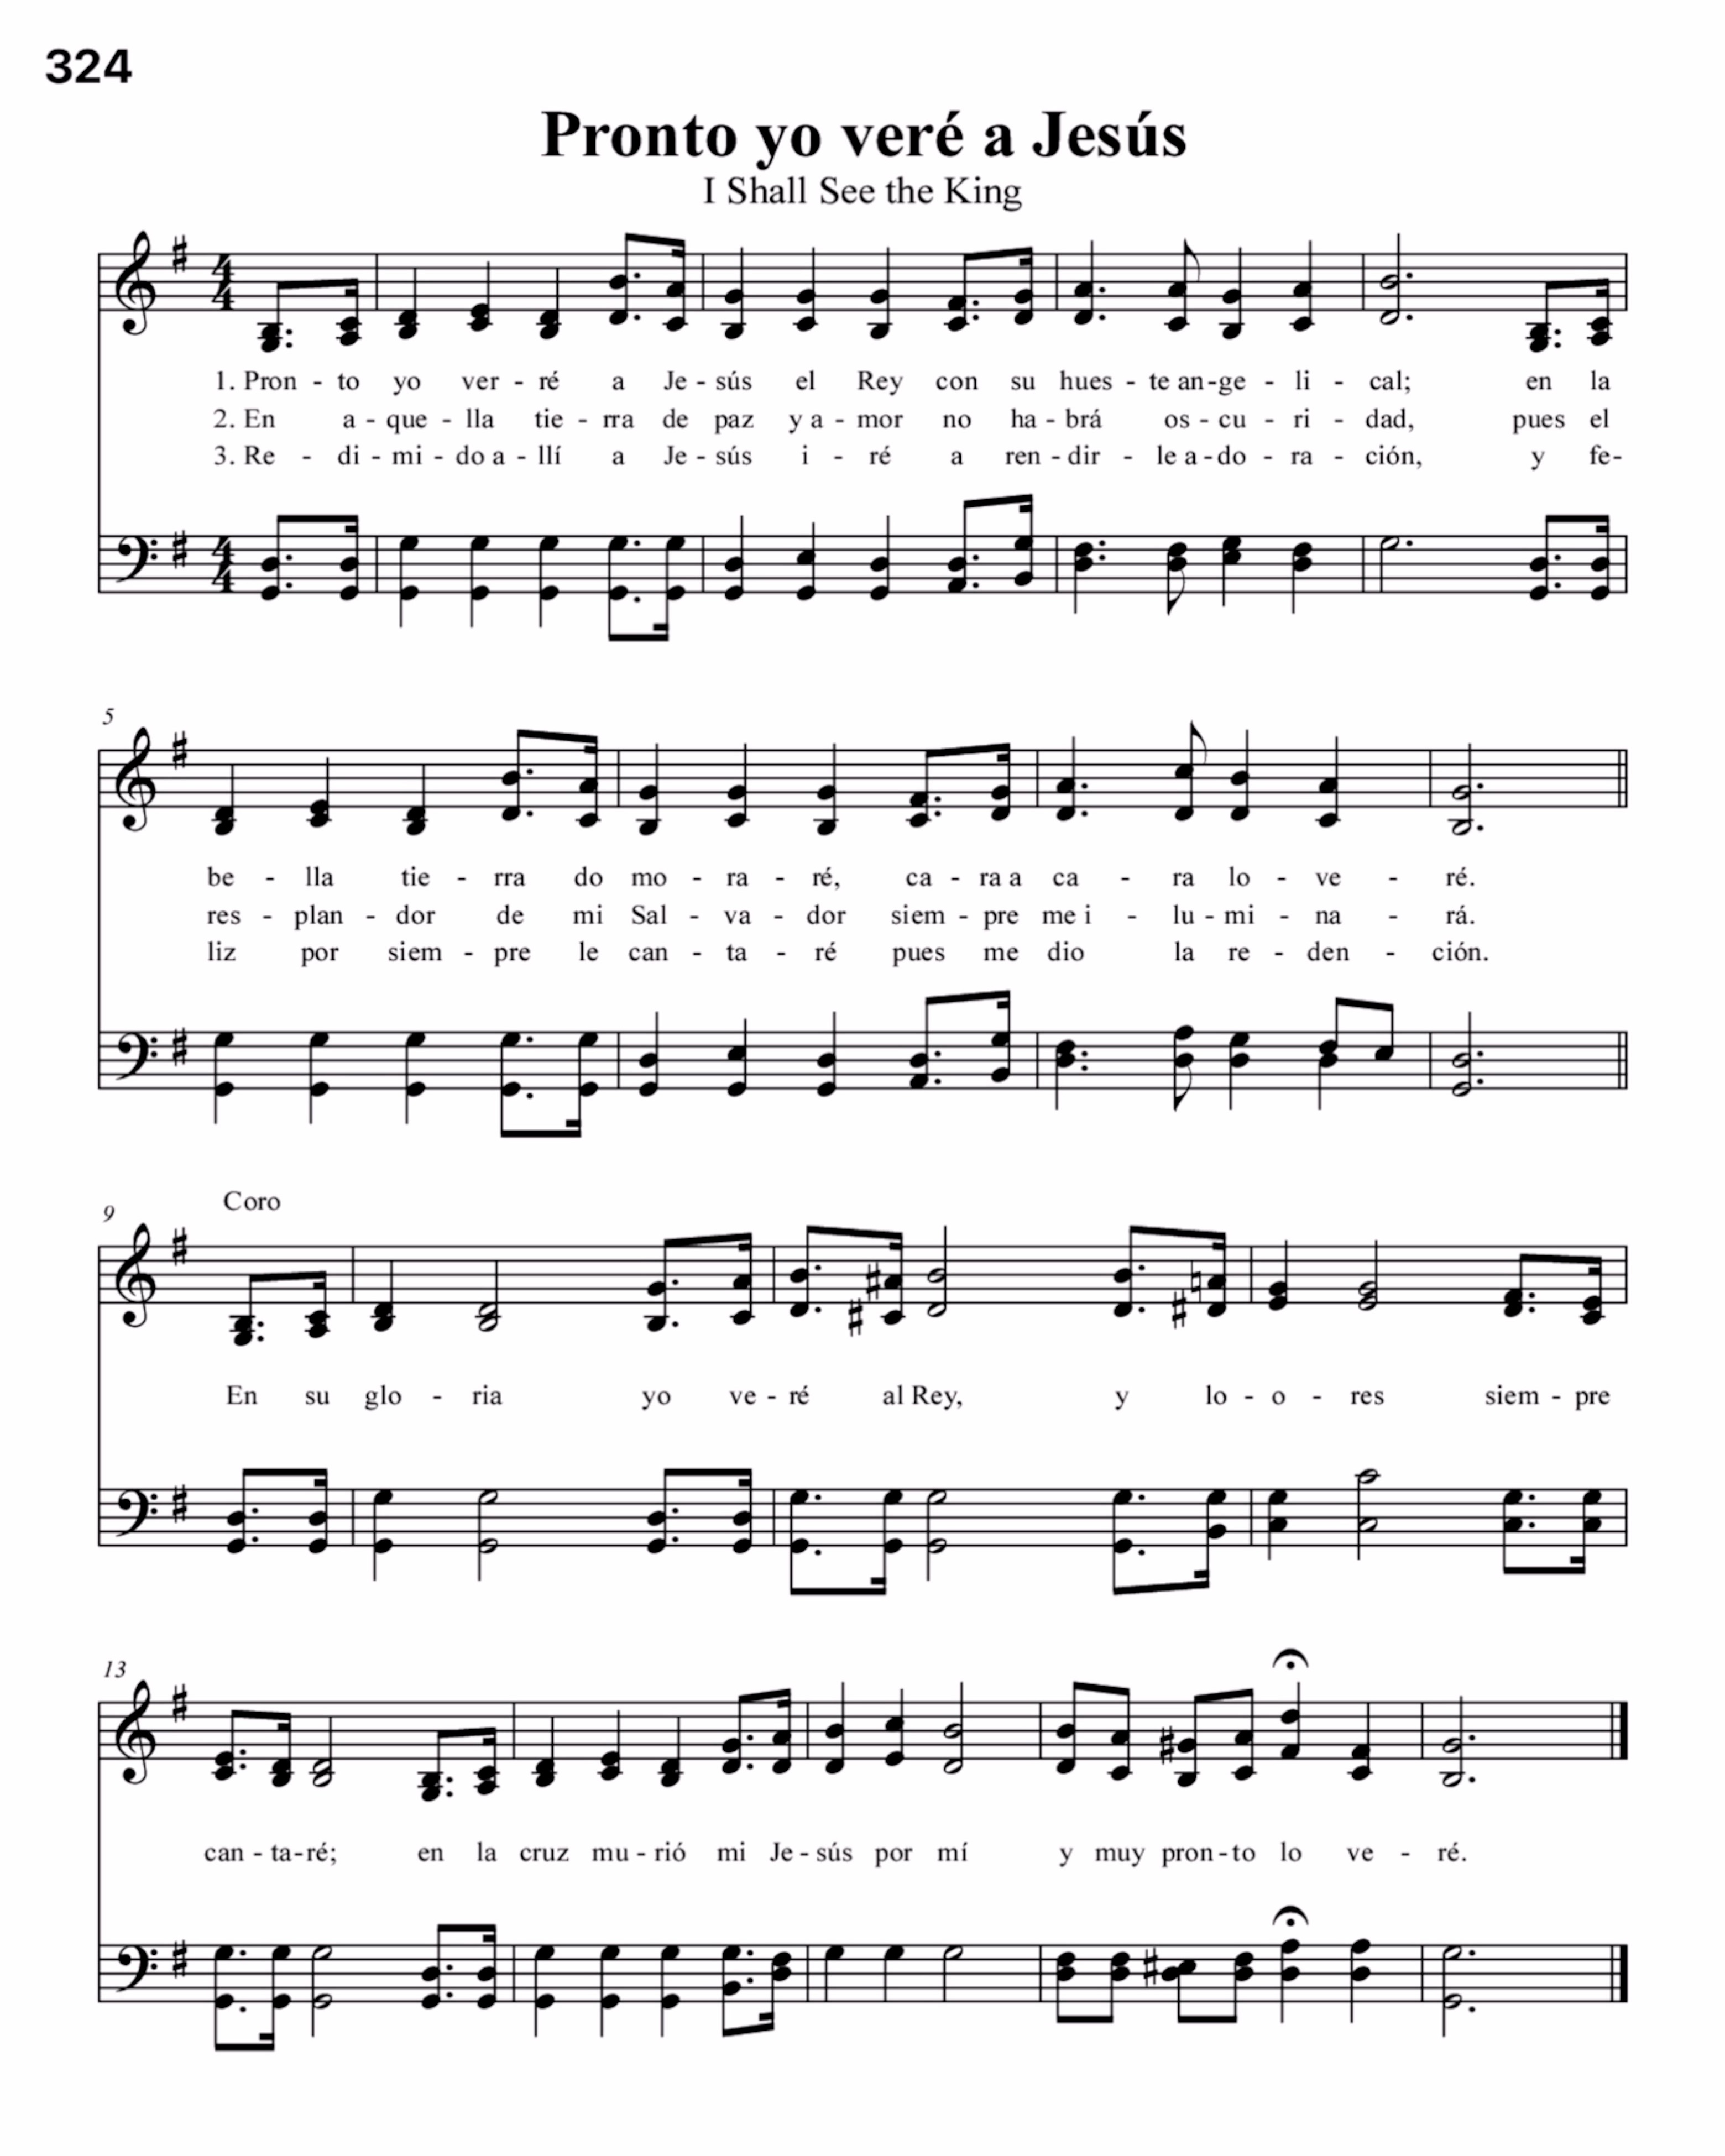 324
Pronto yo veré a Jesús
I Shall See the King
1. Pron - to yo ver - ré a Je - sús el Rey con su hues - te an - ge - li - cal; en la
2. En a - que - lla tie - rra de paz y a - mor no ha - brá os - cu - ri - dad, pues el
3. Re - di - mi - do a - llí a Je - sús i - ré a ren - dir - le a - do - ra - ción, y fe-
5
be - lla tie - rra do mo - ra - ré, ca - ra a ca - ra lo - ve - ré.
res - plan - dor de mi Sal - va - dor siem - pre me i - lu - mi - na - rá.
liz por siem - pre le can - ta - ré pues me dio la re - den - ción.
Coro
9
En su glo - ria yo ve - ré al Rey, y lo - o - res siem - pre
13
can - ta - ré; en la cruz mu - rió mi Je - sús por mí y muy pron - to lo ve - ré.